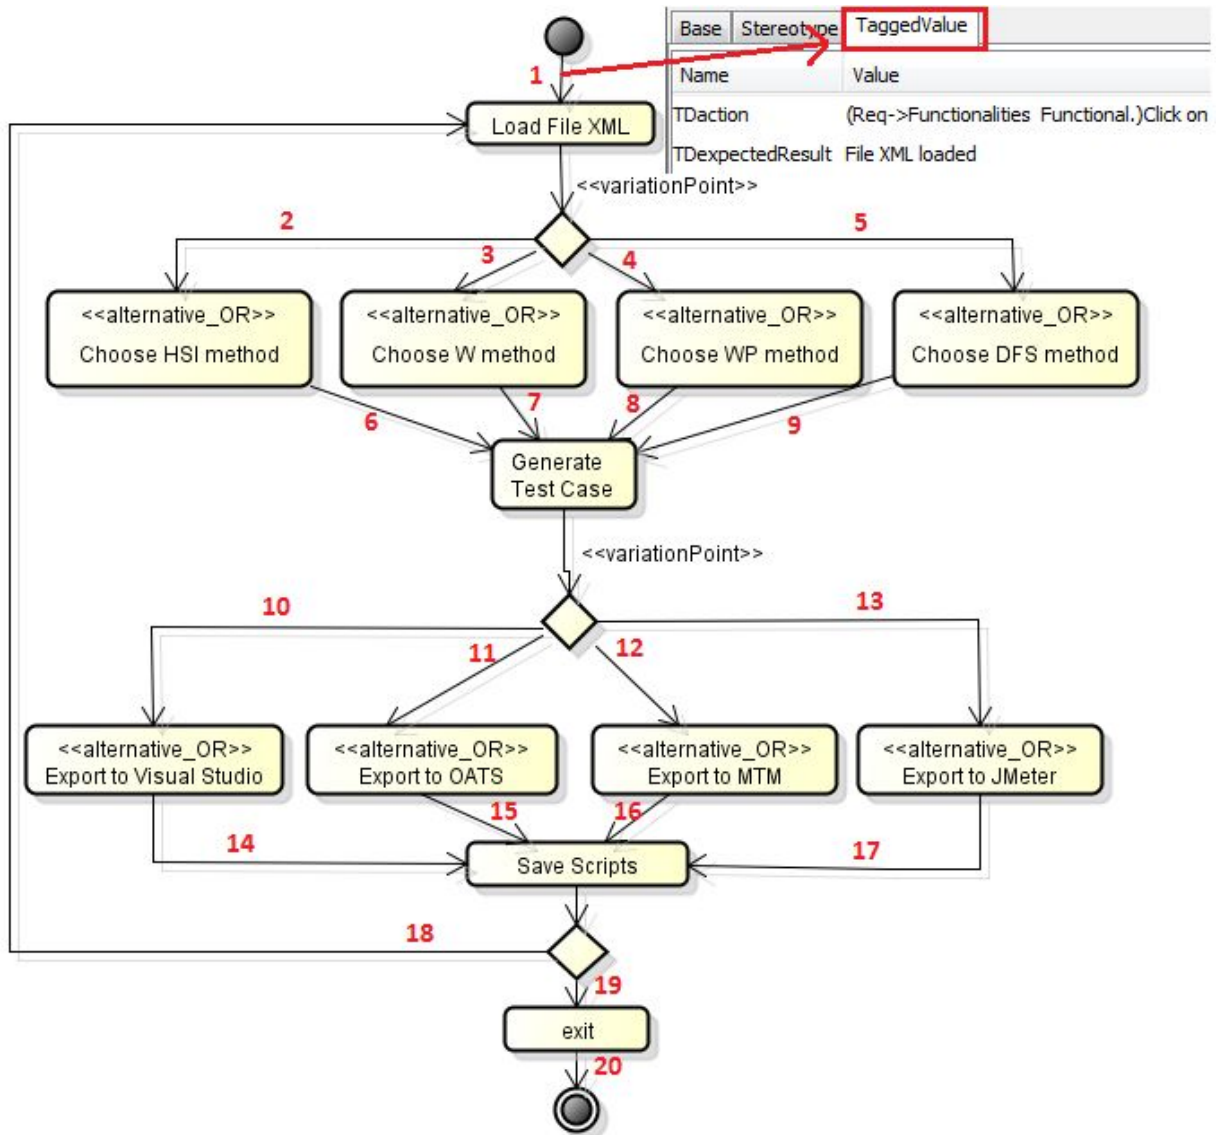 Base Stereotype TaggedValue
1
Name Value
Load File XML
TDaction (Req->Functionalities Functional.)Click on
TDexpectedResult File XML loaded
<<variationPoint>>
2 3 4 5
<<alternative_OR>>
Choose HSI method
<<alternative_OR>>
Choose W method
<<alternative_OR>>
Choose WP method
<<alternative_OR>>
Choose DFS method
6 7 8 9
Generate
Test Case
<<variationPoint>>
10 11 12 13
<<alternative_OR>>
Export to Visual Studio
<<alternative_OR>>
Export to OATS
<<alternative_OR>>
Export to MTM
<<alternative_OR>>
Export to JMeter
14 15 16 17
Save Scripts
18
19
exit
20